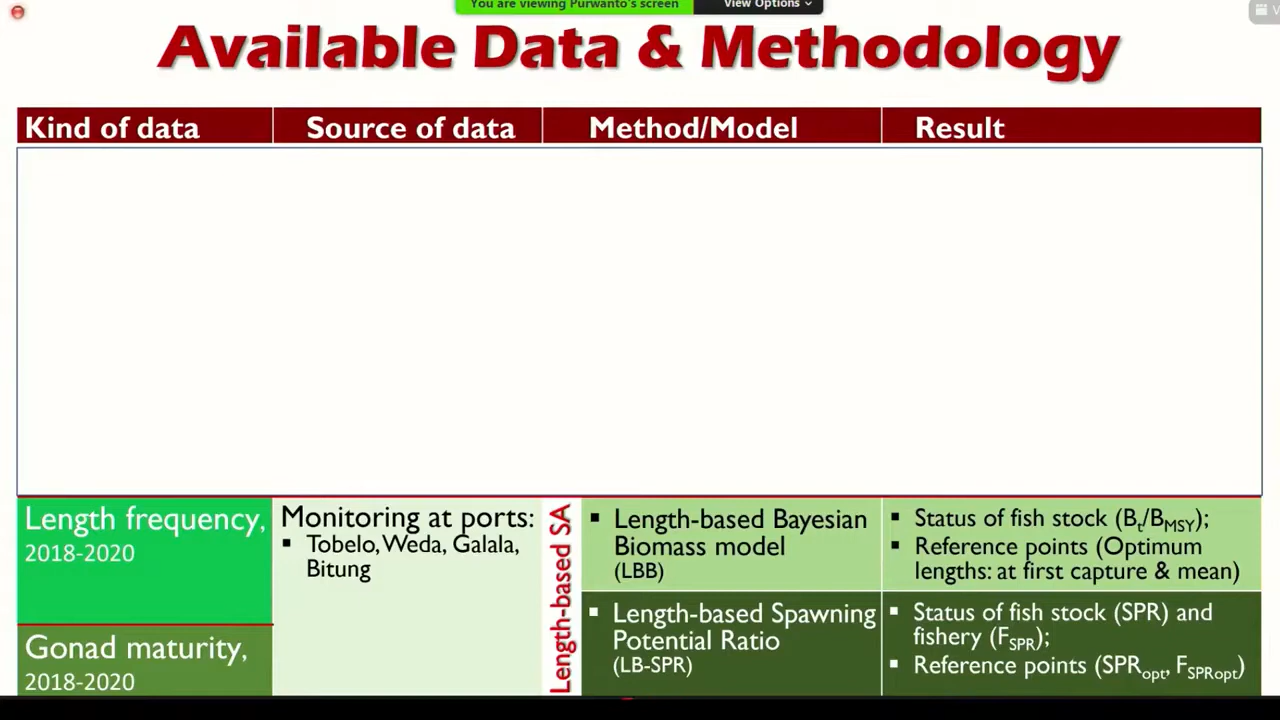 You are viewing Purwanto's screen
View Options
Available Data & Methodology
Kind of data
Source of data
Method/Model
Result
Length frequency,
2018-2020
Gonad maturity,
2018-2020
Monitoring at ports:
▪ Tobelo, Weda, Galala,
Bitung
Length-based SA
▪ Length-based Bayesian
Biomass model
(LBB)
▪ Status of fish stock (Bt/BMSY);
▪ Reference points (Optimum
lengths: at first capture & mean)
▪ Length-based Spawning
Potential Ratio
(LB-SPR)
▪ Status of fish stock (SPR) and
fishery (FSPR);
▪ Reference points (SPRopt, FSPRopt)